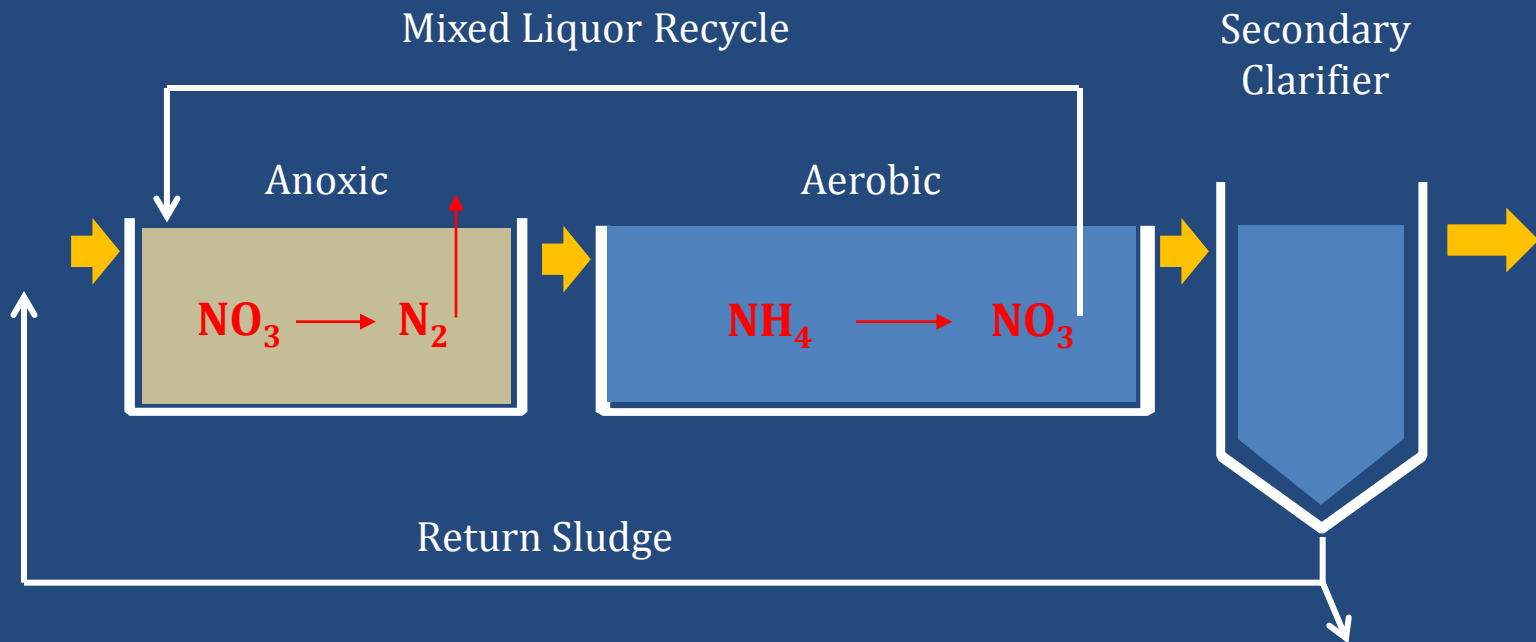 Mixed Liquor Recycle
Secondary
Clarifier
Anoxic
Aerobic
NO₃ → N₂
NH₄ → NO₃
Return Sludge